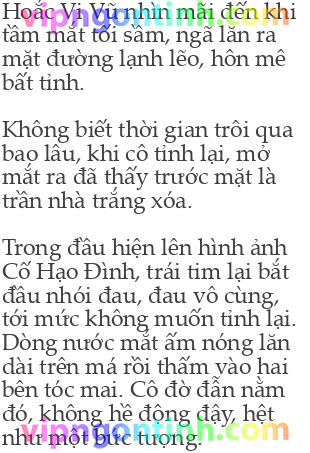 Hoắc Vi Vũ nhìn mãi đến khi
tầm mắt tối sầm, ngã lăn ra
mặt đường lạnh lẽo, hôn mê
bất tỉnh.
Không biết thời gian trôi qua
bao lâu, khi cô tỉnh lại, mở
mắt ra đã thấy trước mặt là
trần nhà trắng xóa.
Trong đầu hiện lên hình ảnh
Cố Hạo Đình, trái tim lại bắt
đầu nhói đau, đau vô cùng,
tới mức không muốn tỉnh lại.
Dòng nước mắt ấm nóng lăn
dài trên má rồi thấm vào hai
bên tóc mai. Cô đờ đẫn nằm
đó, không hề động đậy, hệt
như một bức tượng.
vipngontinh.com
vipngontinh.com